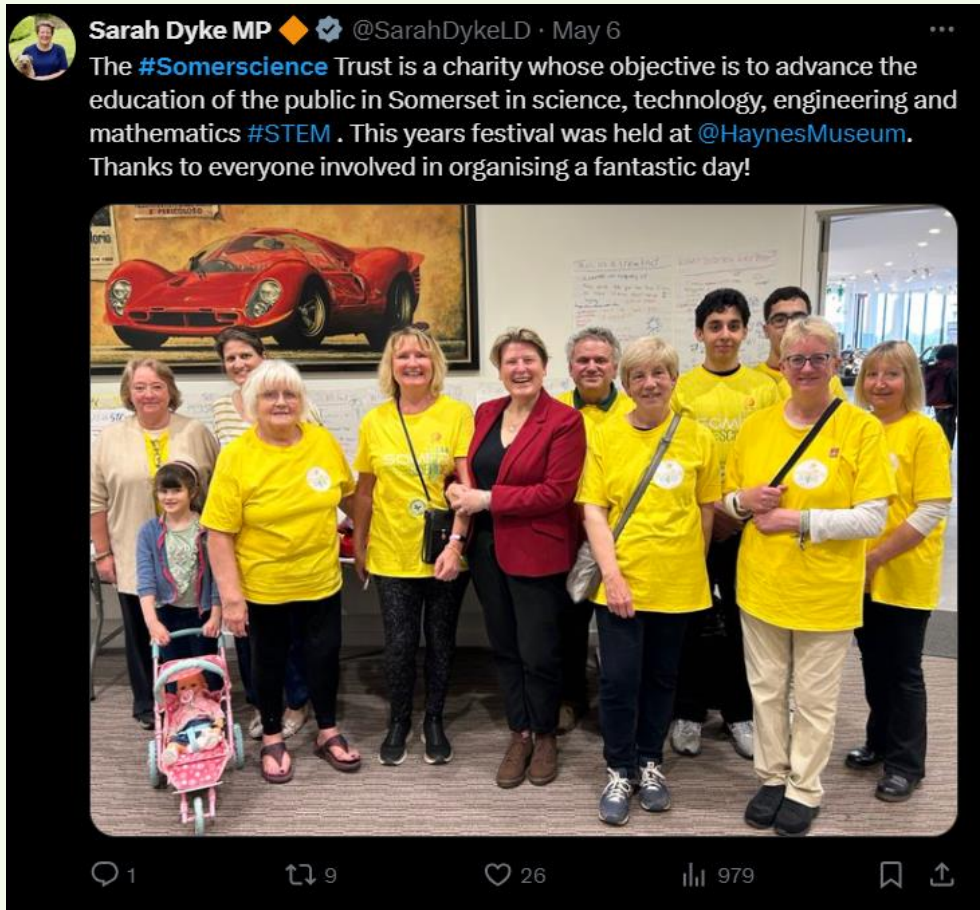 Sarah Dyke MP 🔶 @SarahDykeLD · May 6
The #Somerscience Trust is a charity whose objective is to advance the
education of the public in Somerset in science, technology, engineering and
mathematics #STEM . This years festival was held at @HaynesMuseum.
Thanks to everyone involved in organising a fantastic day!
1 9 26 979